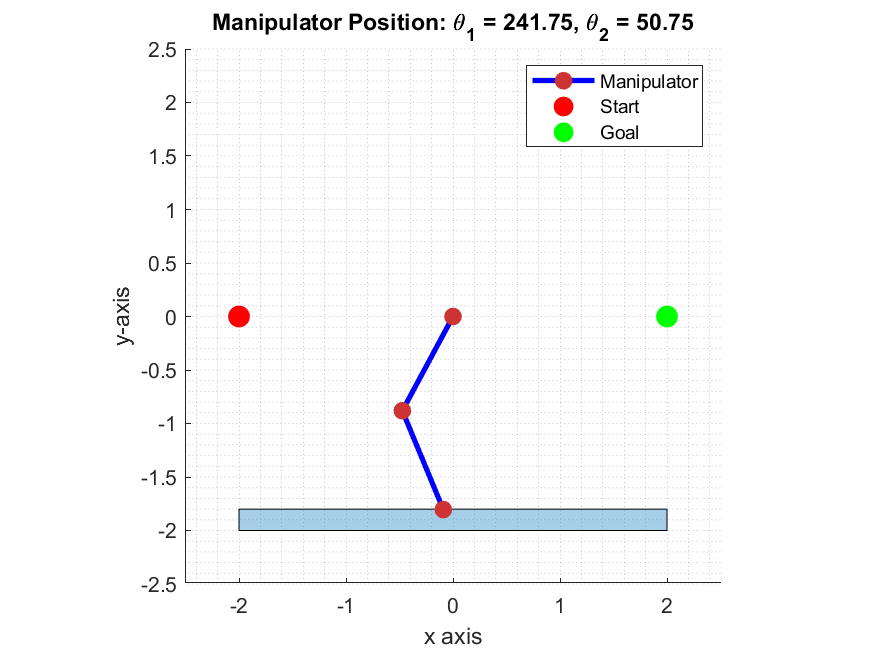 Manipulator Position: θ1 = 241.75, θ2 = 50.75
Manipulator
Start
Goal
2.5
2
1.5
1
0.5
0
-0.5
-1
-1.5
-2
-2.5
y-axis
-2 -1 0 1 2
x axis